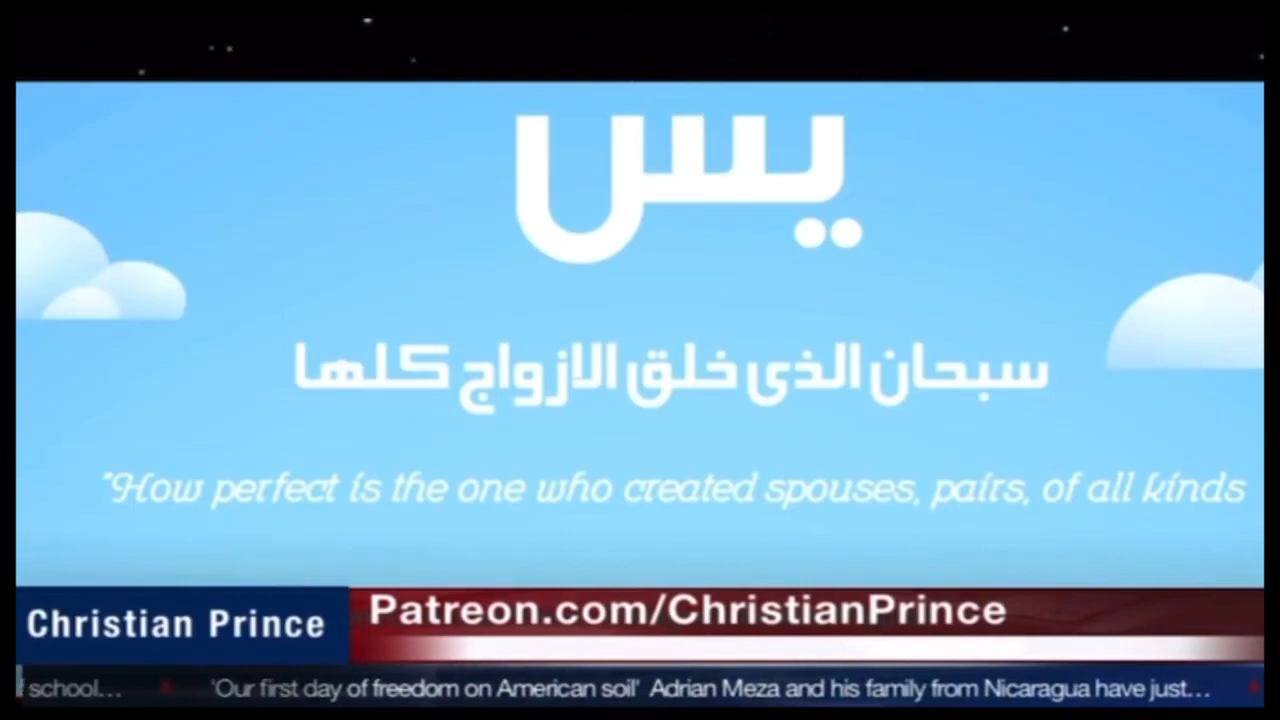 يس
سبحان الذى خلق الازواج كلها
"How perfect is the one who created spouses, pairs, of all kinds
Christian Prince
Patreon.com/ChristianPrince
school... 'Our first day of freedom on American soil' Adrian Meza and his family from Nicaragua have just...